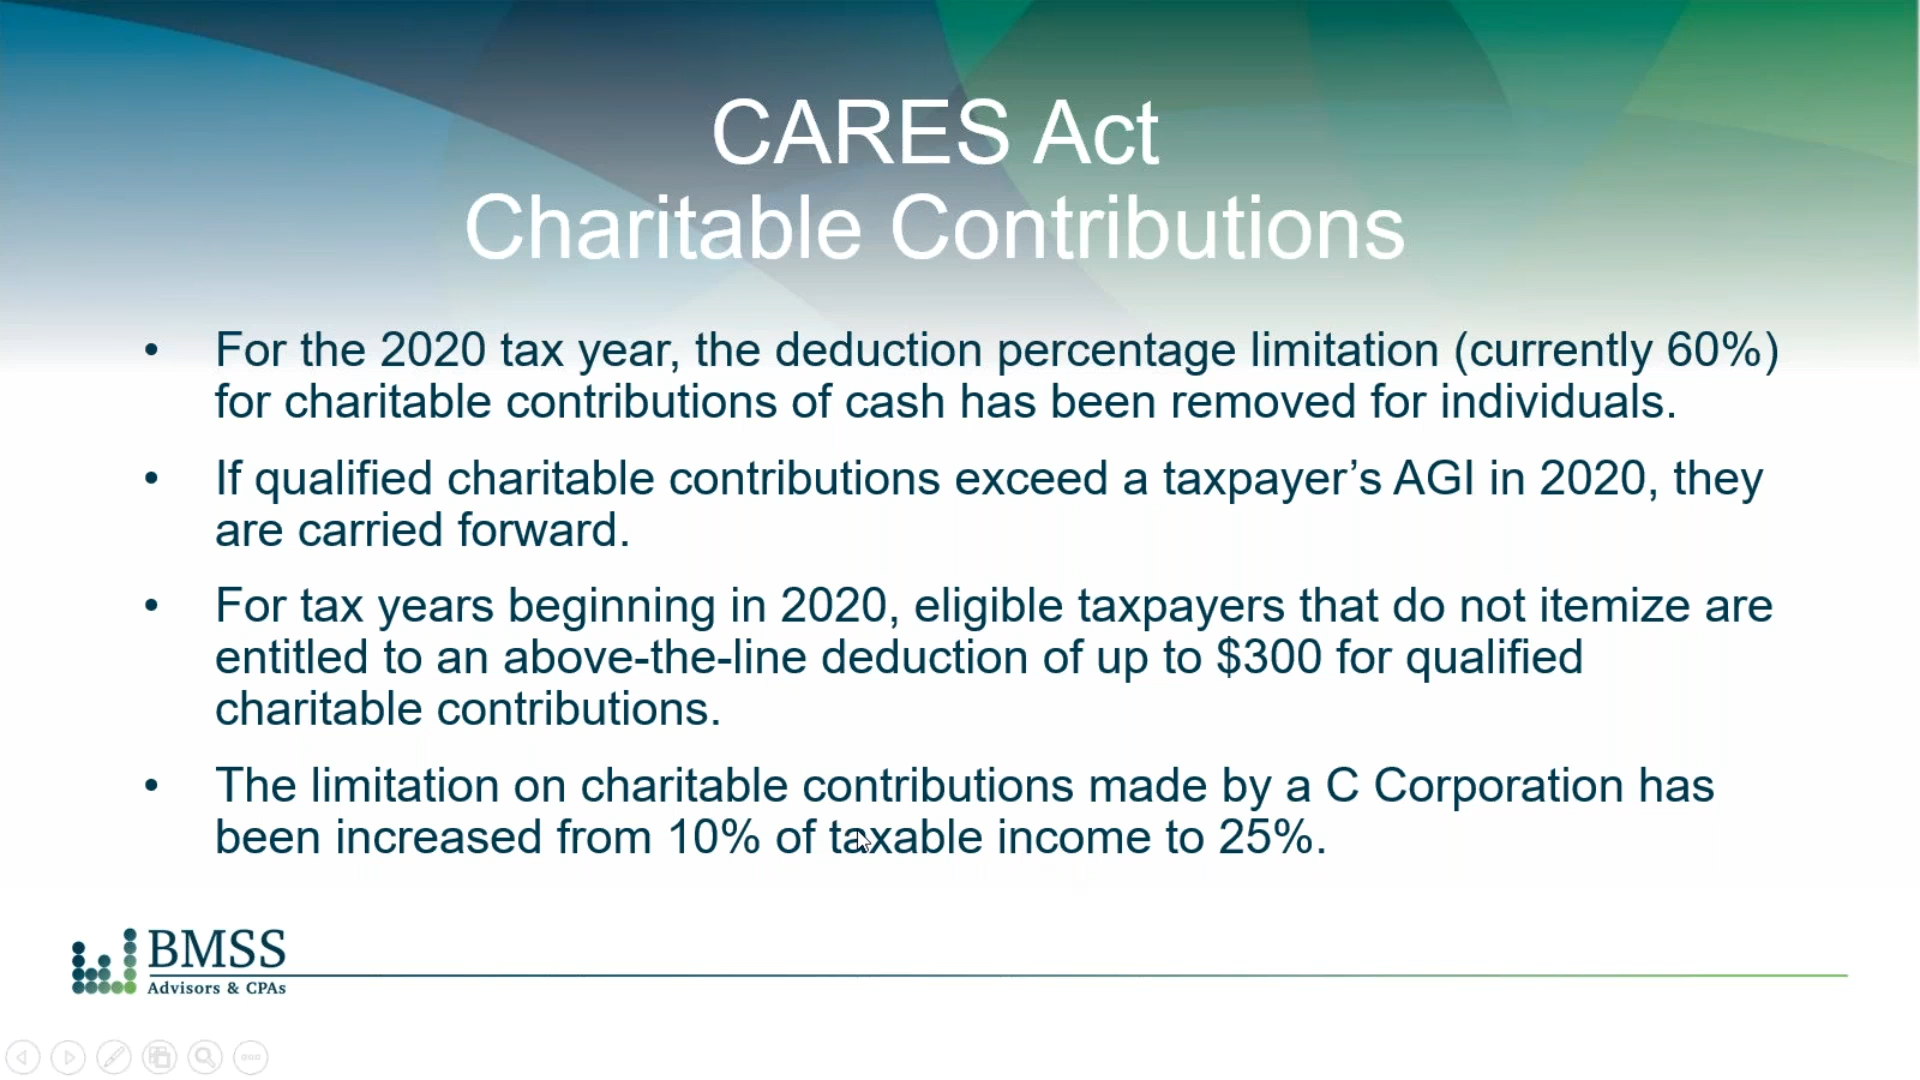 CARES Act
Charitable Contributions
• For the 2020 tax year, the deduction percentage limitation (currently 60%)
for charitable contributions of cash has been removed for individuals.
• If qualified charitable contributions exceed a taxpayer’s AGI in 2020, they
are carried forward.
• For tax years beginning in 2020, eligible taxpayers that do not itemize are
entitled to an above-the-line deduction of up to $300 for qualified
charitable contributions.
• The limitation on charitable contributions made by a C Corporation has
been increased from 10% of taxable income to 25%.
BMSS
Advisors & CPAs